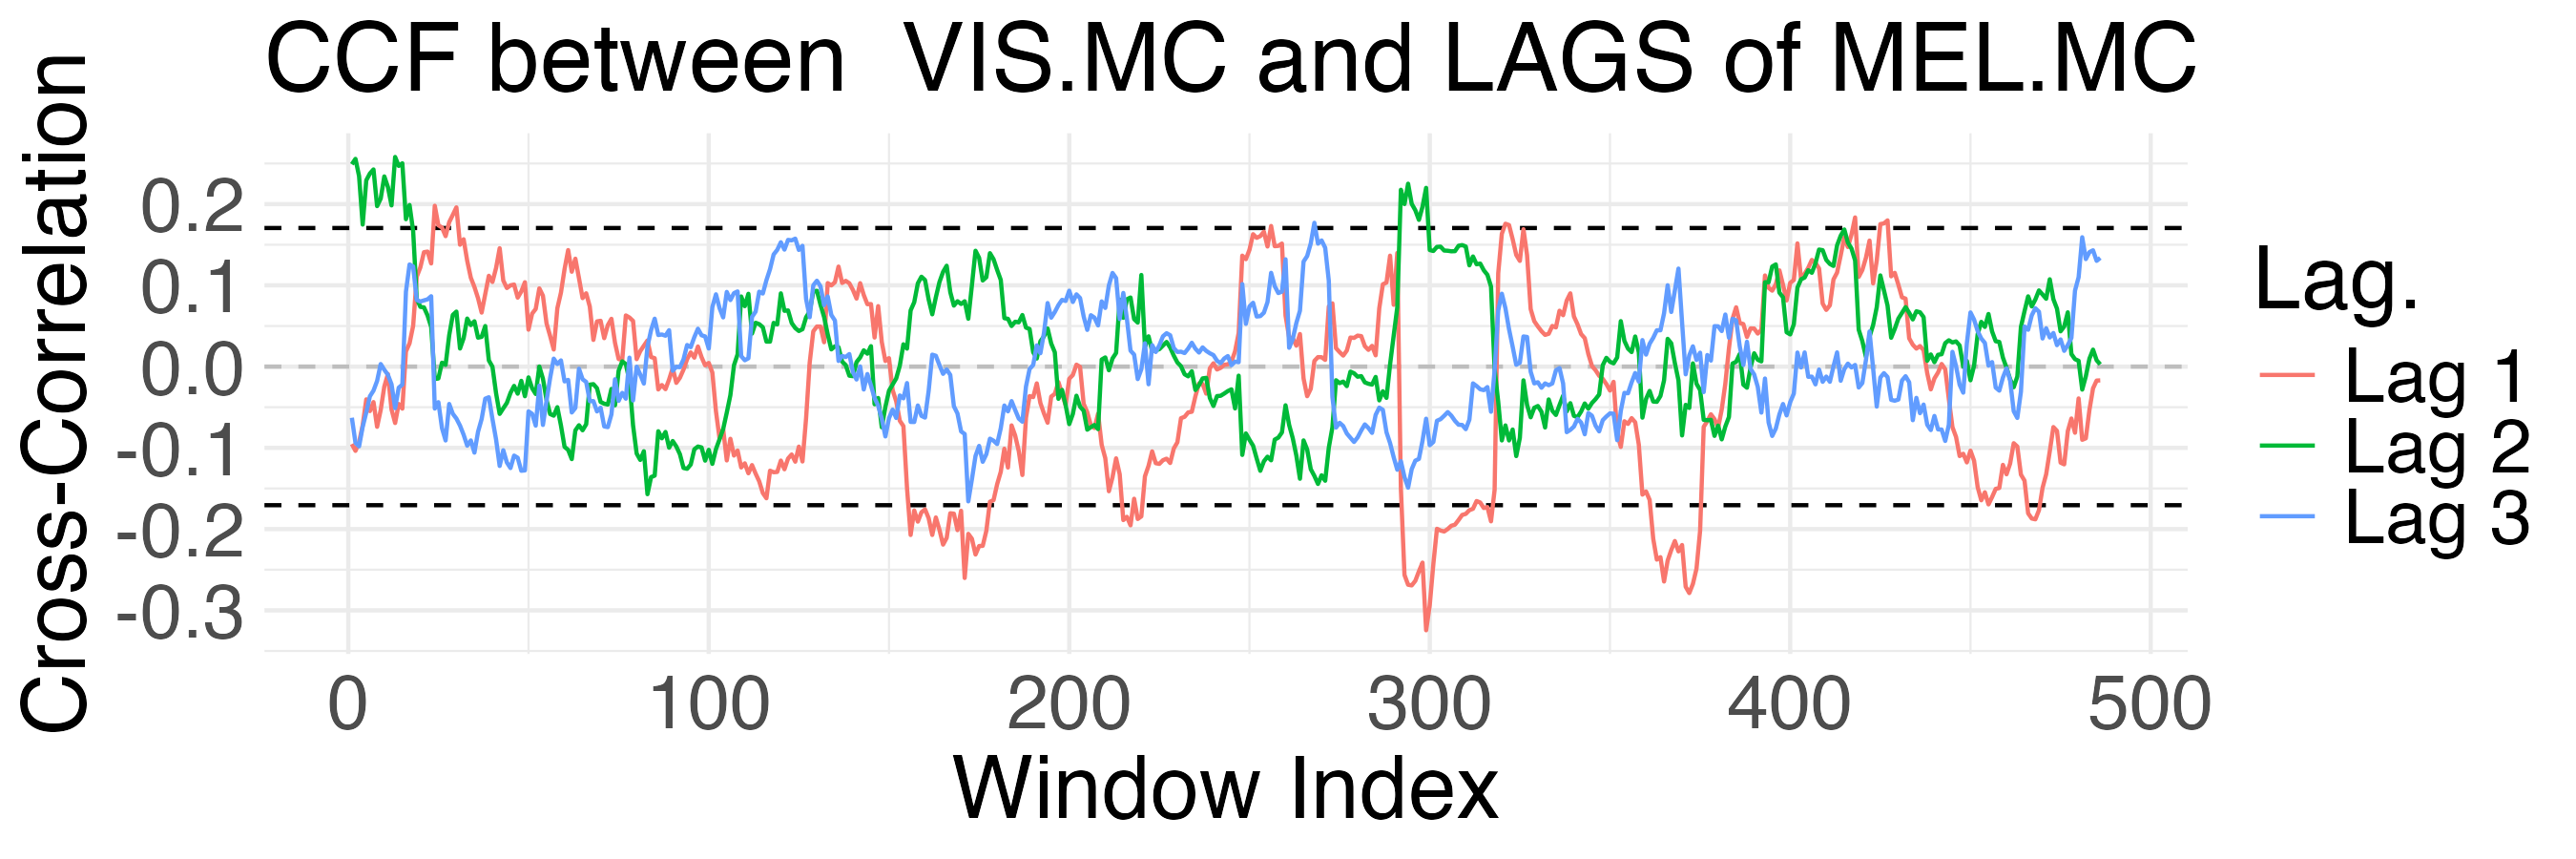 CCF between  VIS.MC and LAGS of MEL.MC
Cross-Correlation
0.2
0.1
0.0
-0.1
-0.2
-0.3
0 100 200 300 400 500
Window Index
Lag.
Lag 1
Lag 2
Lag 3